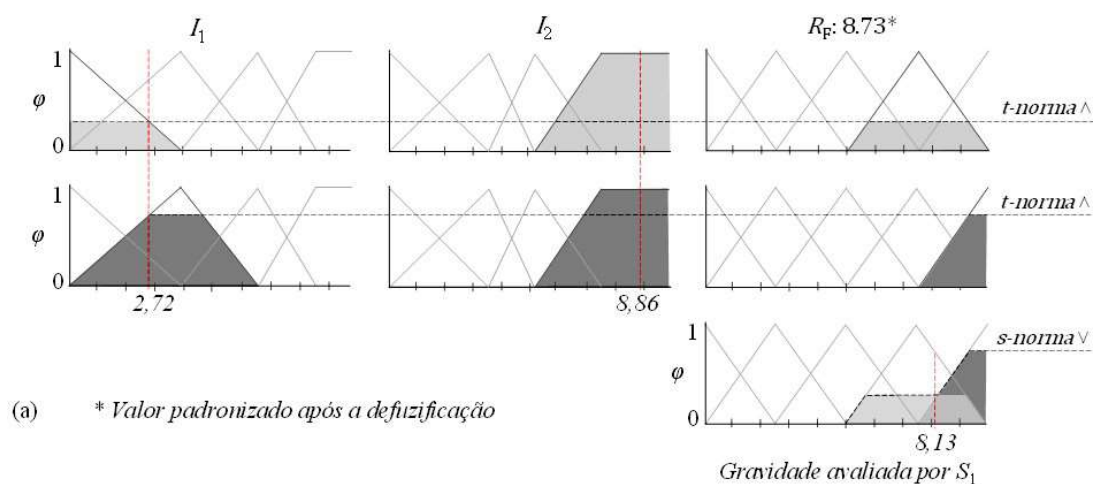 I₁
I₂
R_F: 8.73*
1
φ
0
t-norma ∧
1
φ
0
t-norma ∧
2,72
8,86
1
φ
0
s-norma ∨
8,13
(a) * Valor padronizado após a defuzificação
Gravidade avaliada por S₁